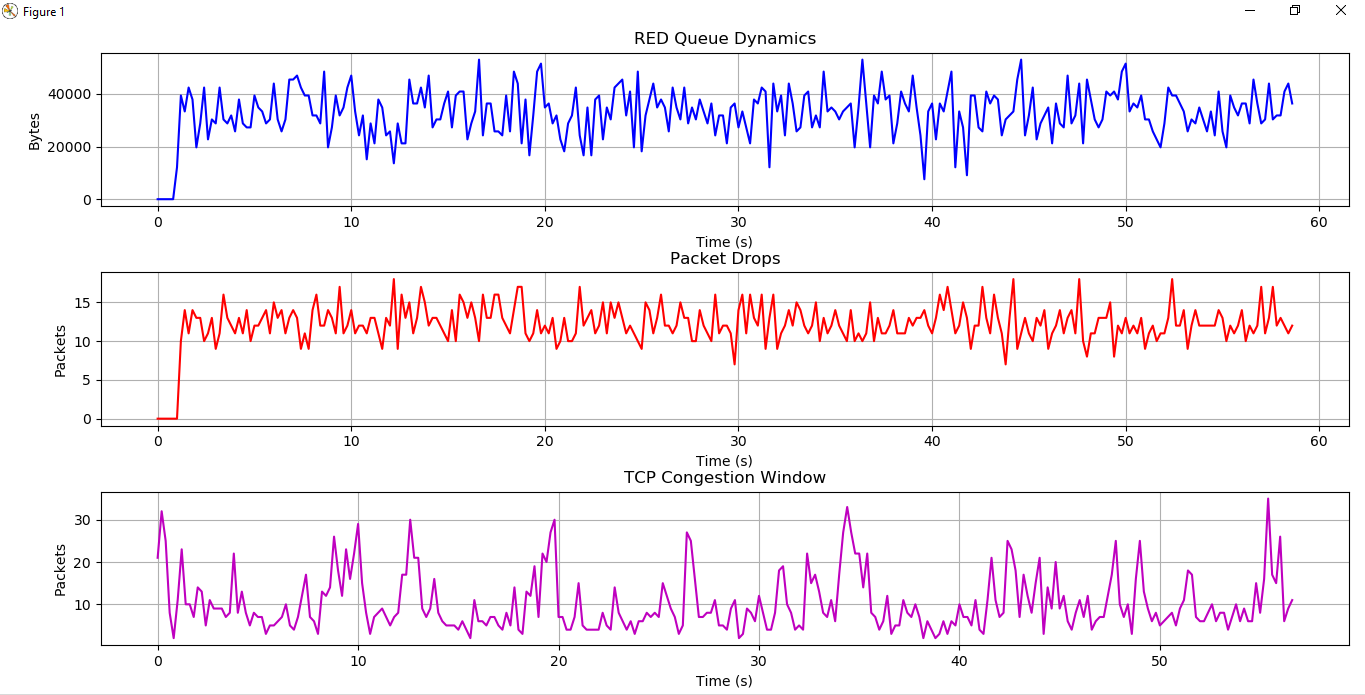 Figure 1
RED Queue Dynamics
Bytes
40000
20000
0
0 10 20 30 40 50 60
Time (s)
Packet Drops
Packets
15
10
5
0
0 10 20 30 40 50 60
Time (s)
TCP Congestion Window
Packets
30
20
10
0 10 20 30 40 50
Time (s)